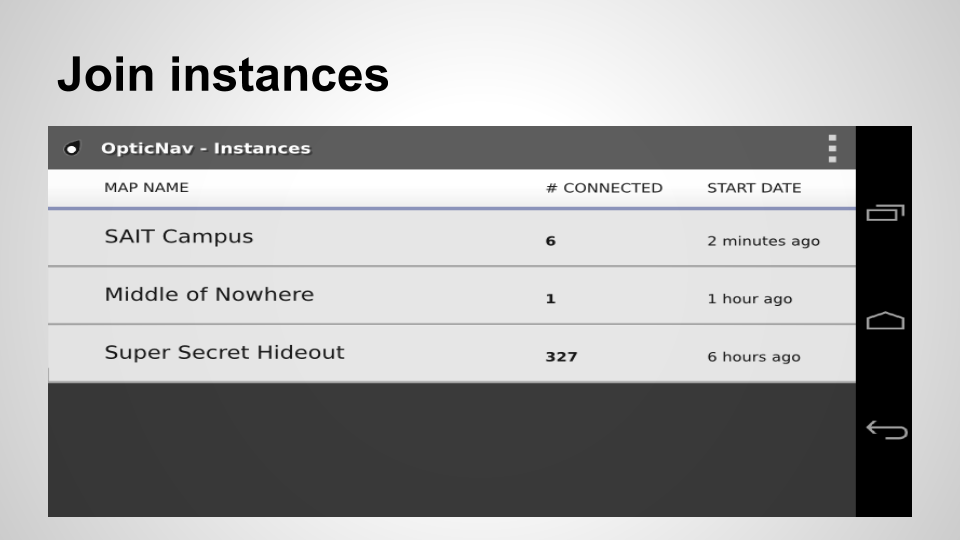 Join instances
OpticNav - Instances
MAP NAME # CONNECTED START DATE
SAIT Campus 6 2 minutes ago
Middle of Nowhere 1 1 hour ago
Super Secret Hideout 327 6 hours ago